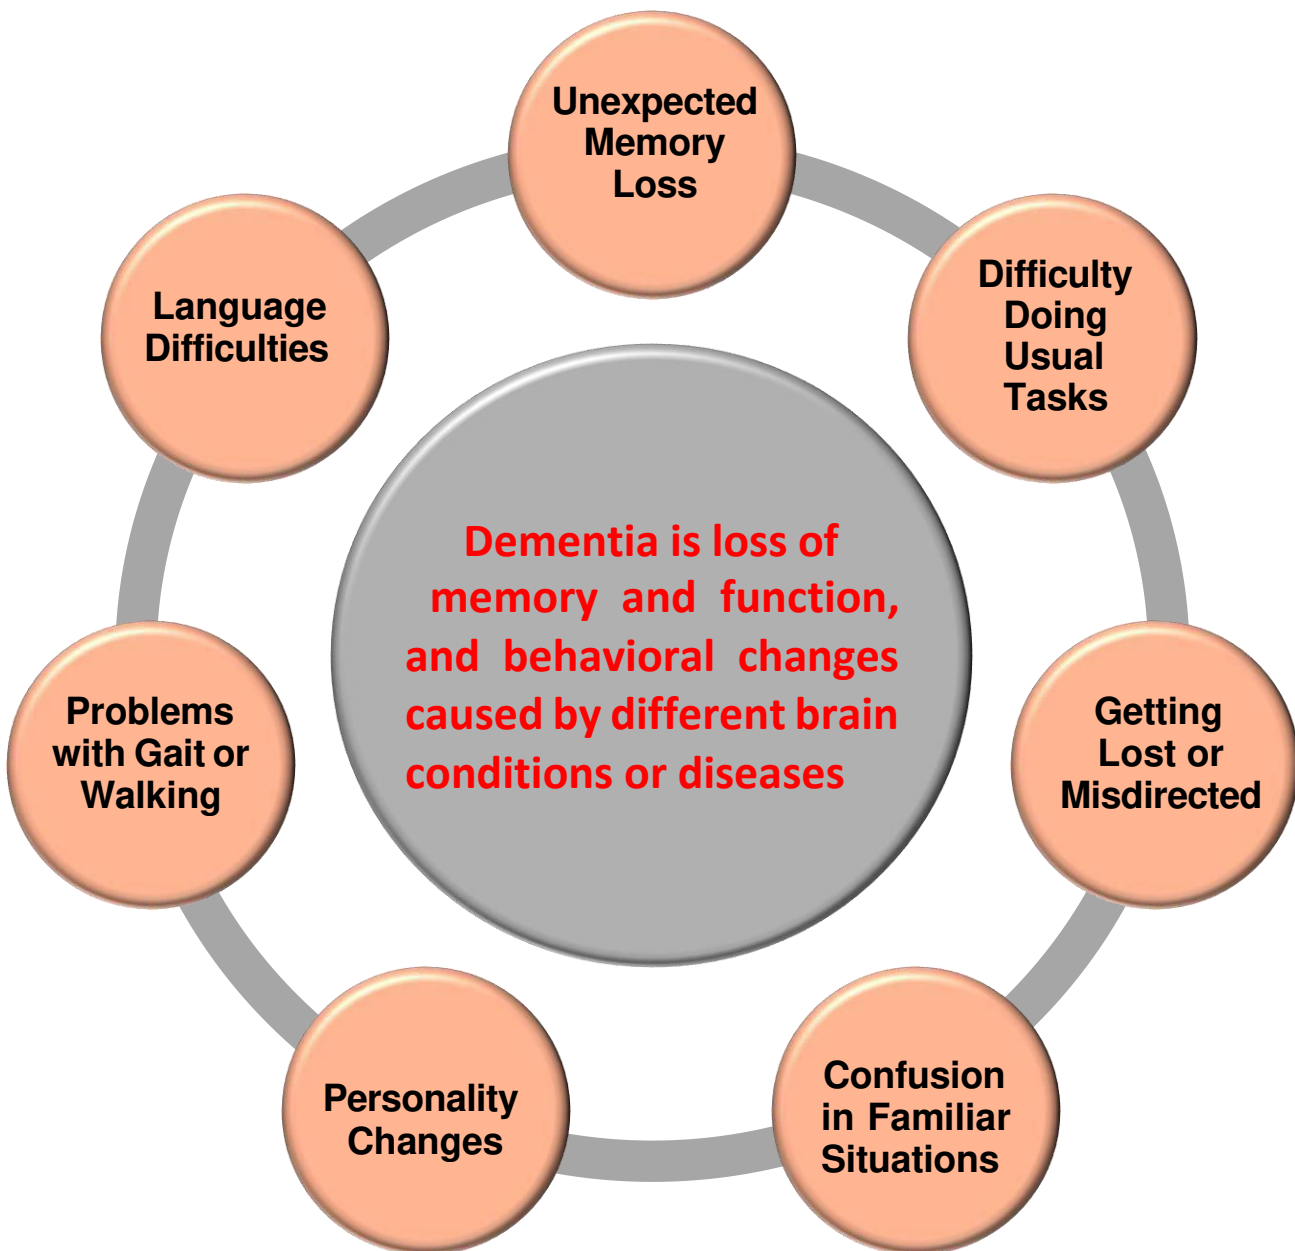 Unexpected
Memory
Loss
Difficulty
Doing
Usual
Tasks
Getting
Lost or
Misdirected
Confusion
in Familiar
Situations
Personality
Changes
Problems
with Gait or
Walking
Language
Difficulties
Dementia is loss of
memory and function,
and behavioral changes
caused by different brain
conditions or diseases